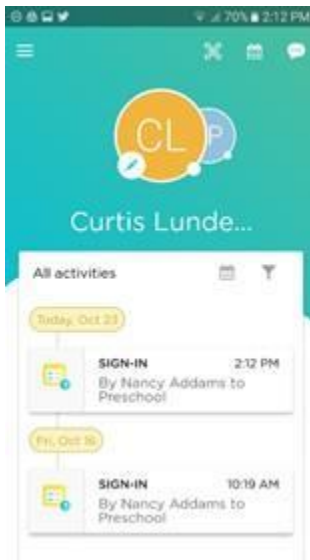 70% 2:12 PM
CL P
Curtis Lunde...
All activities
Today, Oct 23
SIGN-IN 2:12 PM
By Nancy Addams to
Preschool
Fri, Oct 16
SIGN-IN 10:19 AM
By Nancy Addams to
Preschool